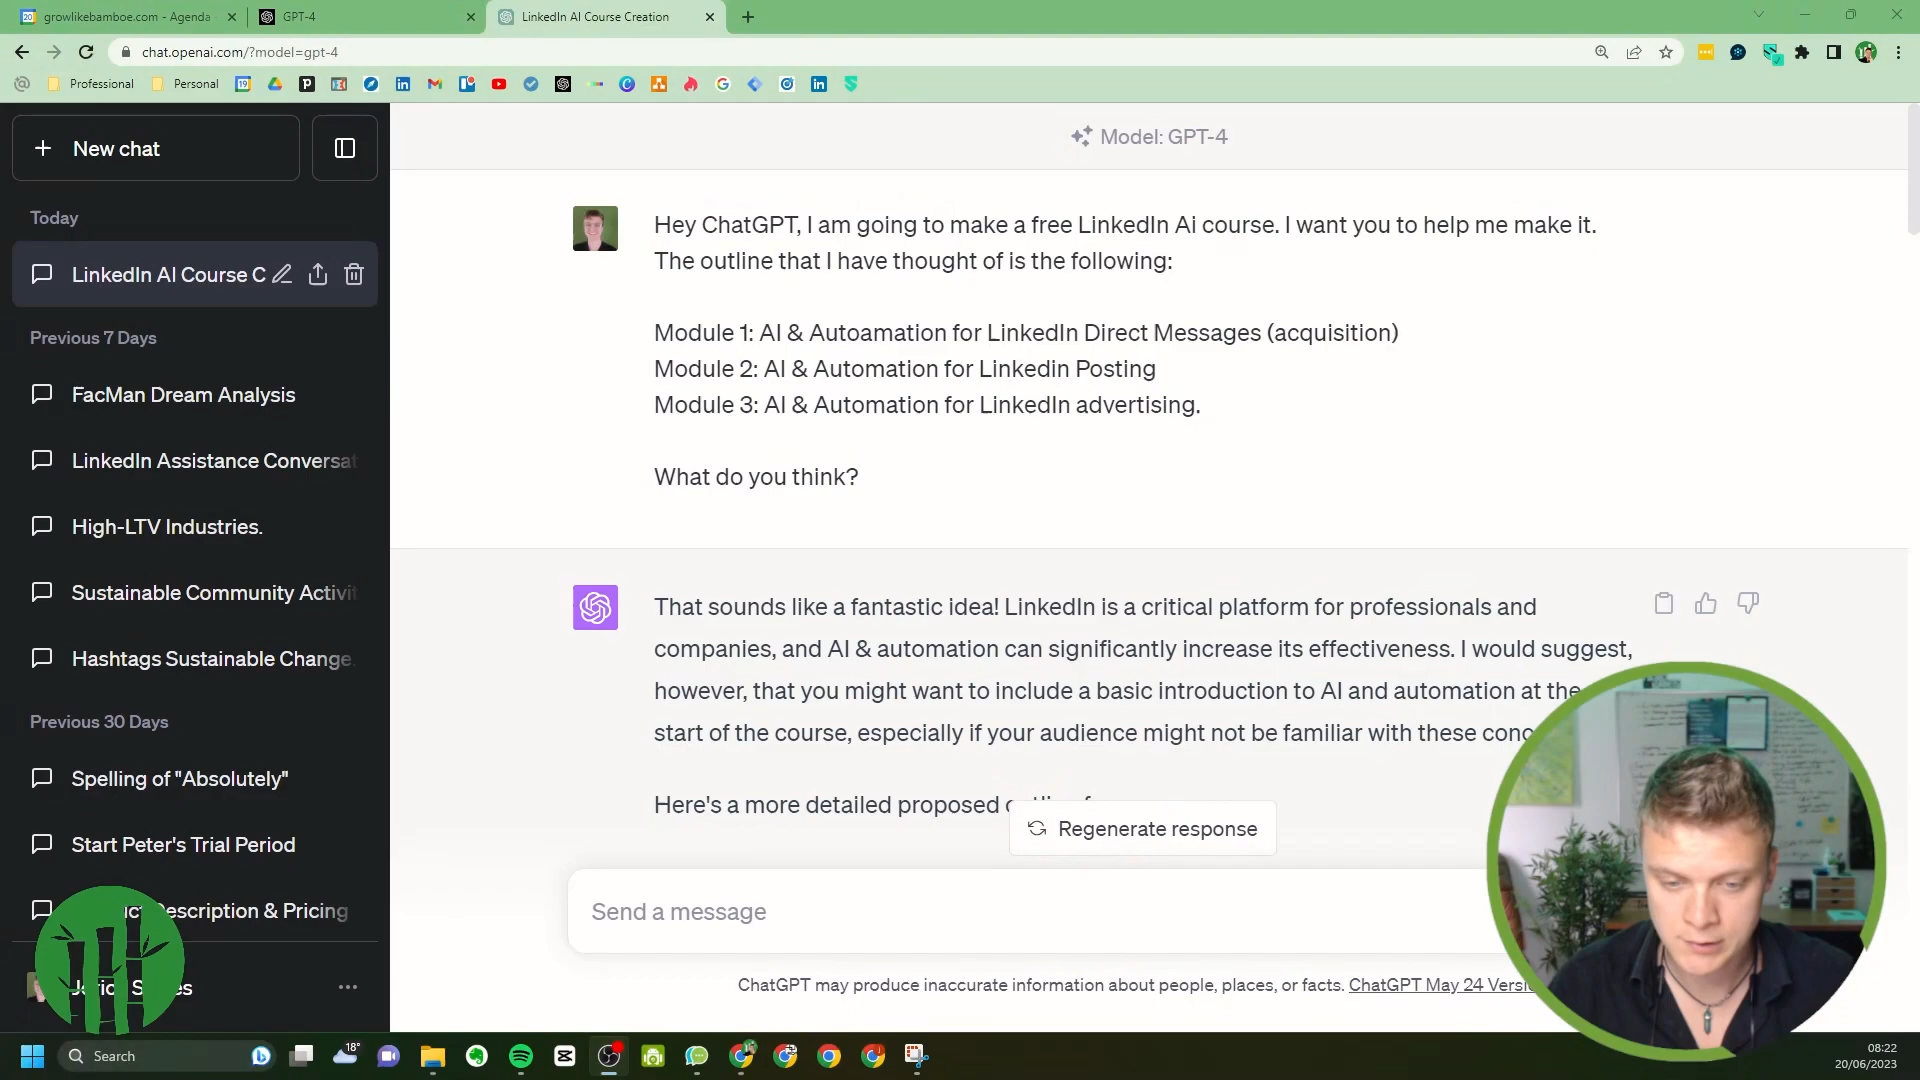 growlikebamboe.com - Agenda
GPT-4
LinkedIn AI Course Creation
chat.openai.com/?model=gpt-4
Professional
Personal
New chat
Model: GPT-4
Today
LinkedIn AI Course C
Previous 7 Days
FacMan Dream Analysis
LinkedIn Assistance Conversat
High-LTV Industries.
Sustainable Community Activit
Hashtags Sustainable Change.
Previous 30 Days
Spelling of "Absolutely"
Start Peter's Trial Period
Description & Pricing
Hey ChatGPT, I am going to make a free LinkedIn Ai course. I want you to help me make it.
The outline that I have thought of is the following:
Module 1: AI & Autoamation for LinkedIn Direct Messages (acquisition)
Module 2: AI & Automation for Linkedin Posting
Module 3: AI & Automation for LinkedIn advertising.
What do you think?
That sounds like a fantastic idea! LinkedIn is a critical platform for professionals and
companies, and AI & automation can significantly increase its effectiveness. I would suggest,
however, that you might want to include a basic introduction to AI and automation at the
start of the course, especially if your audience might not be familiar with these conc
Here's a more detailed proposed
Regenerate response
Send a message
ChatGPT may produce inaccurate information about people, places, or facts. ChatGPT May 24 Versi
Search
18°
08:22
20/06/2023